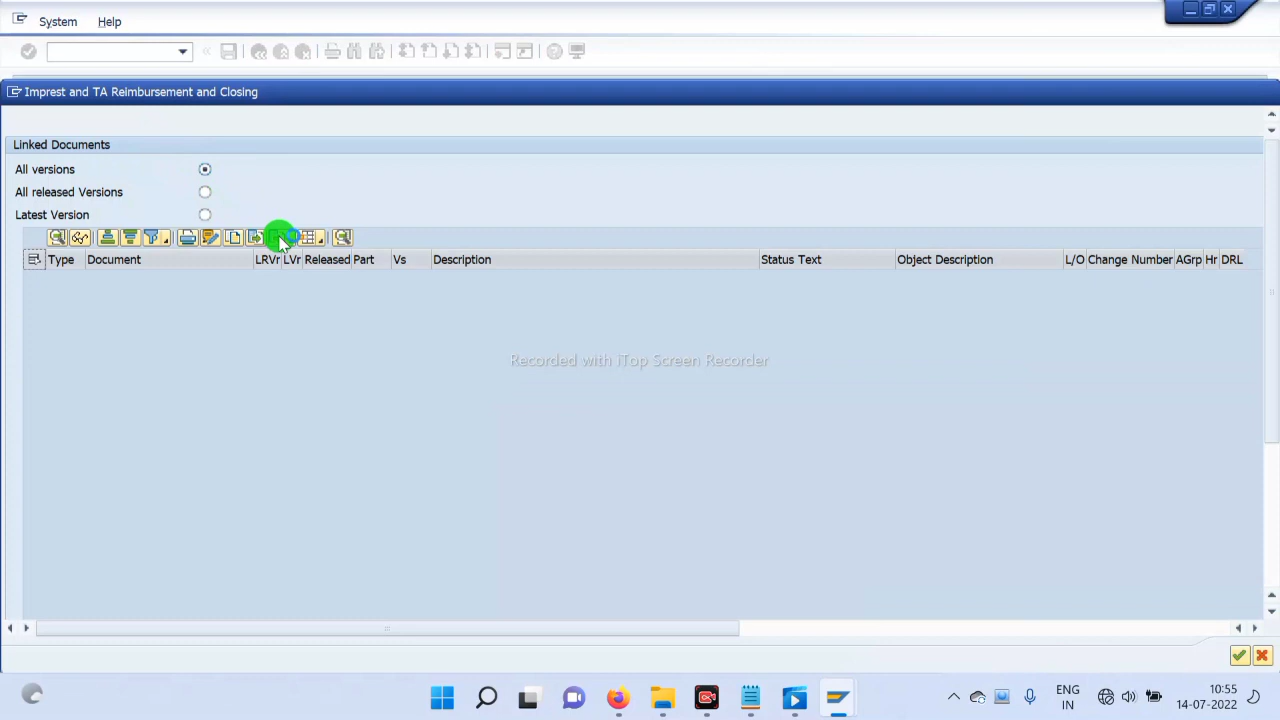 System Help
Imprest and TA Reimbursement and Closing
Linked Documents
All versions
All released Versions
Latest Version
Type Document LRVr LVr Released Part Vs Description Status Text Object Description L/O Change Number AGrp Hr DRL
Recorded with iTop Screen Recorder
ENG
IN
10:55
14-07-2022